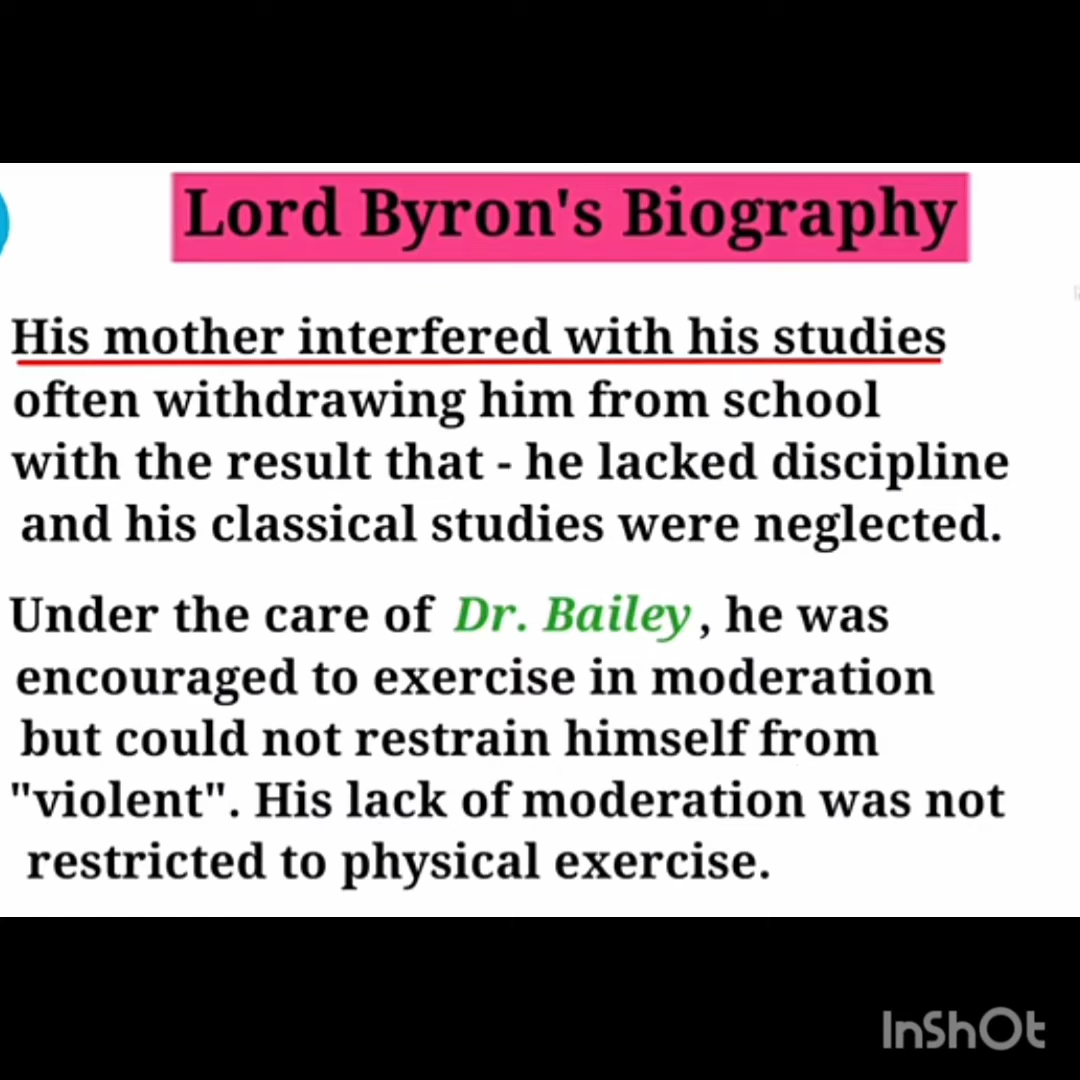 Lord Byron's Biography
His mother interfered with his studies
often withdrawing him from school
with the result that - he lacked discipline
and his classical studies were neglected.
Under the care of Dr. Bailey, he was
encouraged to exercise in moderation
but could not restrain himself from
"violent". His lack of moderation was not
restricted to physical exercise.
InShOt